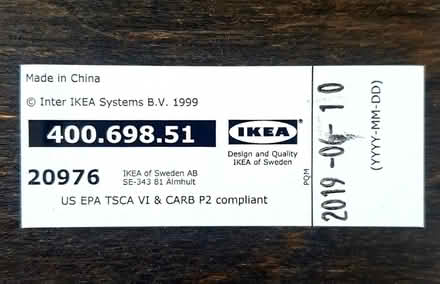 Made in China
© Inter IKEA Systems B.V. 1999
400.698.51
IKEA
Design and Quality
IKEA of Sweden
20976
IKEA of Sweden AB
SE-343 81 Älmhult
US EPA TSCA VI & CARB P2 compliant
PQM
2019-06-10
(YYYY-MM-DD)